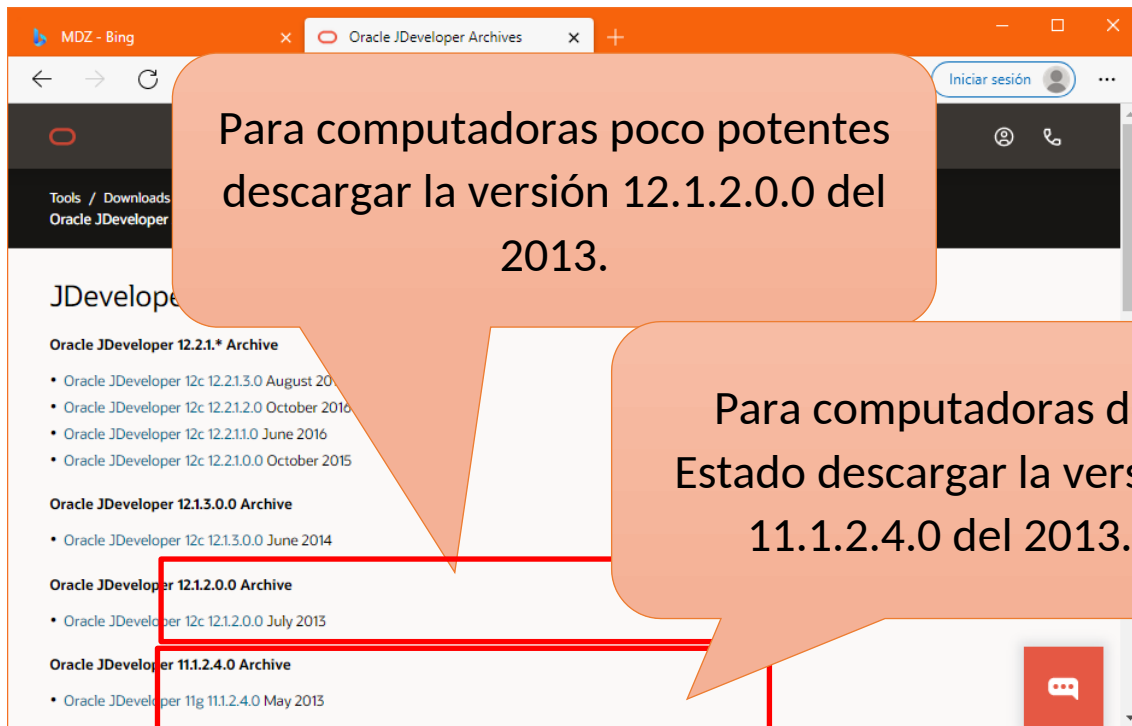 MDZ - Bing
Oracle JDeveloper Archives
Iniciar sesión
Para computadoras poco potentes
descargar la versión 12.1.2.0.0 del
2013.
Tools / Downloads
Oracle JDeveloper
Oracle JDeveloper 12.2.1.* Archive
• Oracle JDeveloper 12c 12.2.1.3.0 August
• Oracle JDeveloper 12c 12.2.1.2.0 October 2016
• Oracle JDeveloper 12c 12.2.1.1.0 June 2016
• Oracle JDeveloper 12c 12.2.1.0.0 October 2015
Para computadoras
Estado descargar la
11.1.2.4.0 del 2013.
Oracle JDeveloper 12.1.3.0.0 Archive
• Oracle JDeveloper 12c 12.1.3.0.0 June 2014
Oracle JDeveloper 12.1.2.0.0 Archive
• Oracle JDeveloper 12c 12.1.2.0.0 July 2013
Oracle JDeveloper 11.1.2.4.0 Archive
• Oracle JDeveloper 11g 11.1.2.4.0 May 2013